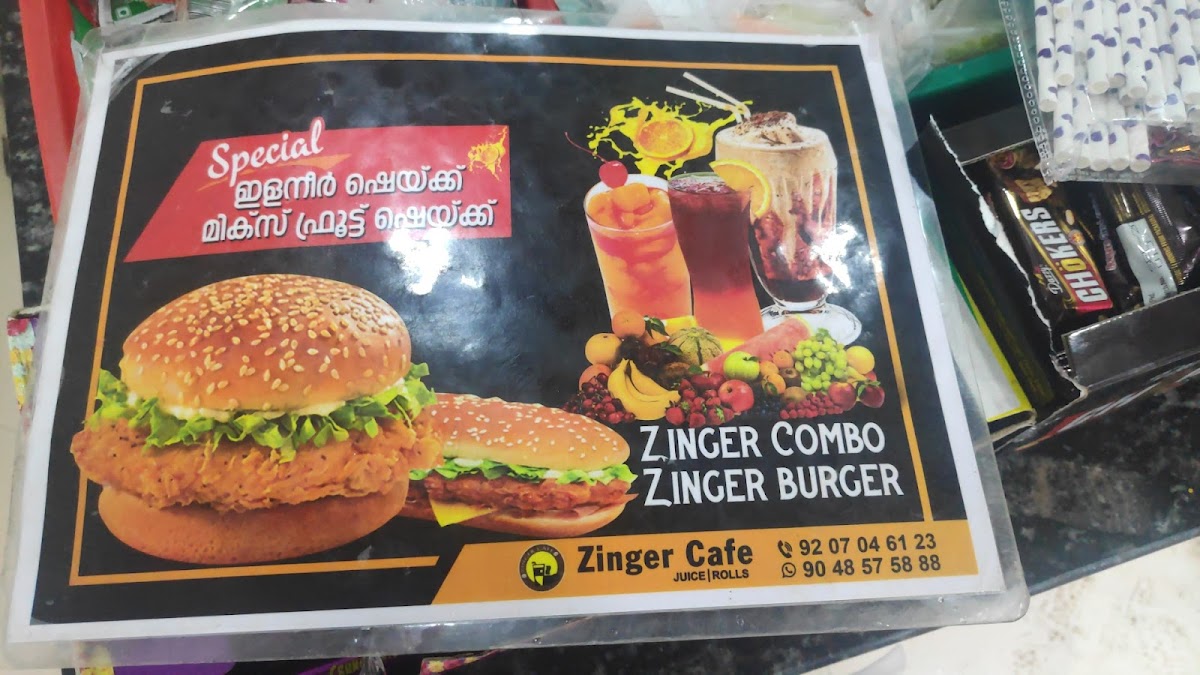 Special
ഇളന്നീർ ഷെയ്ക്ക്
മിക്സ് ഫ്രൂട്ട് ഷെയ്ക്ക്
ZINGER COMBO
ZINGER BURGER
Zinger Cafe
JUICE|ROLLS
92 07 04 61 23
90 48 57 58 88
CHOKERS